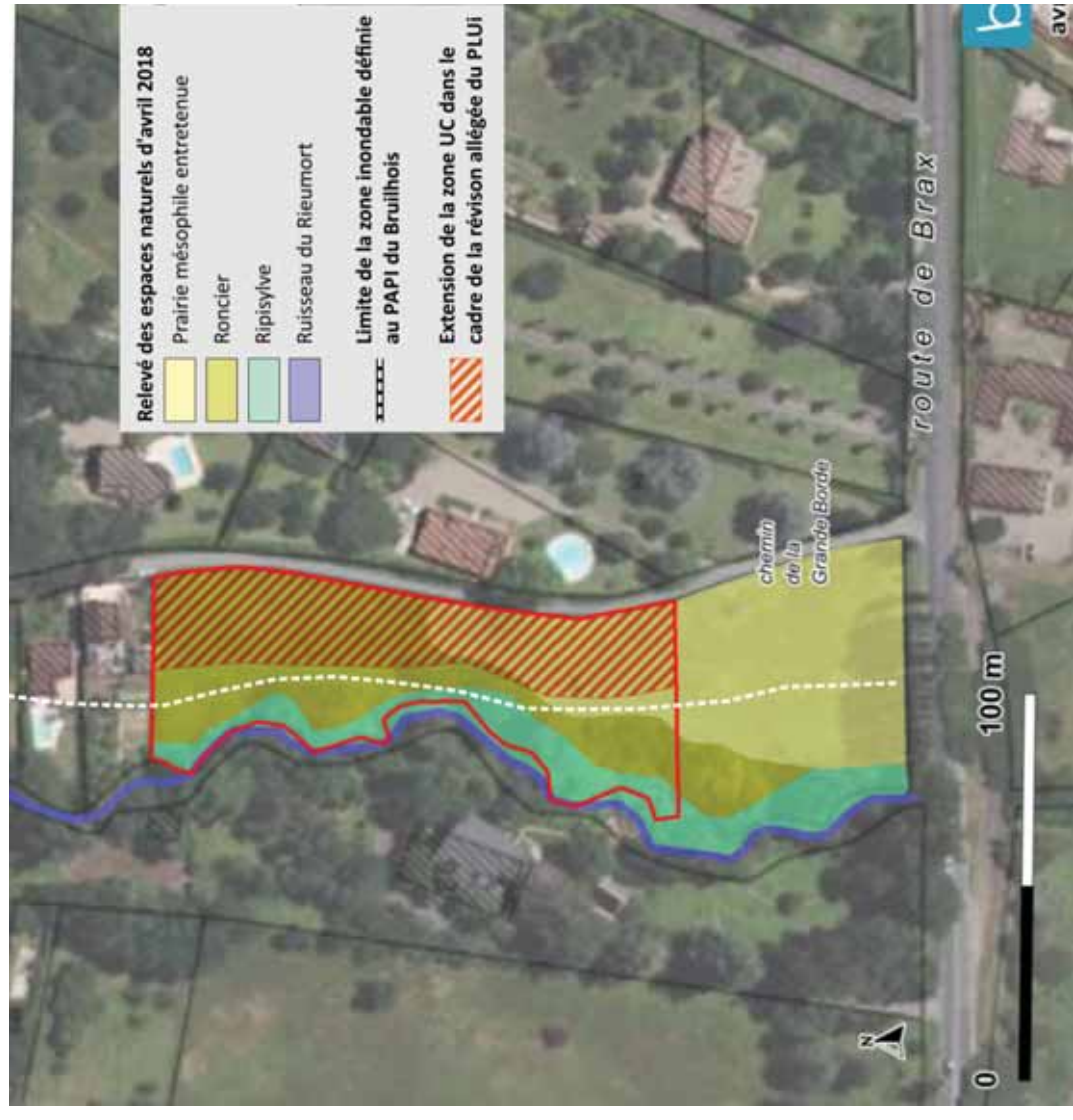 Relevé des espaces naturels d'avril 2018
Prairie mésophile entretenue
Roncier
Ripisylve
Ruisseau du Rieumort
Limite de la zone inondable définie
au PAPI du Bruilhois
Extension de la zone UC dans le
cadre de la révison allégée du PLUi
chemin
de la
Grande Borde
route de Brax
N
0
100 m
b
avr